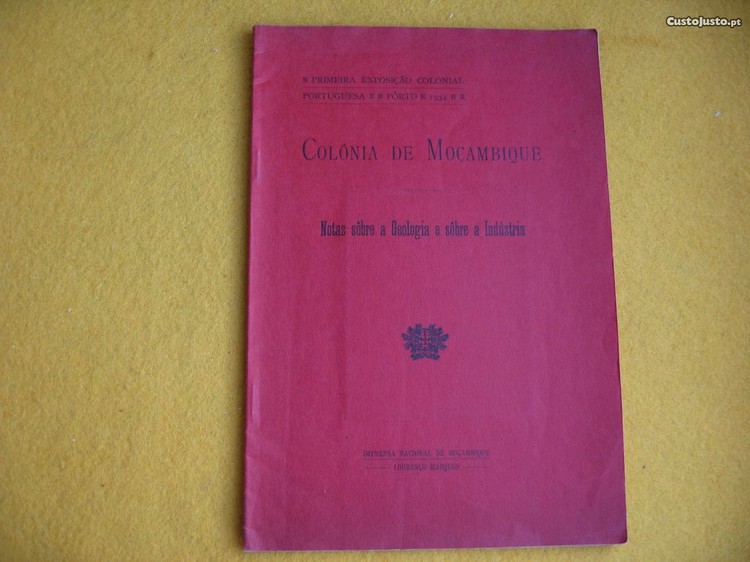 CustoJusto.pt
PRIMEIRA EXPOSIÇÃO COLONIAL
PORTUGUESA PÔRTO 1934
COLÓNIA DE MOÇAMBIQUE
Notas sôbre a Geologia e sôbre a Indústria
IMPRENSA NACIONAL DE MOÇAMBIQUE
LOURENÇO MARQUES